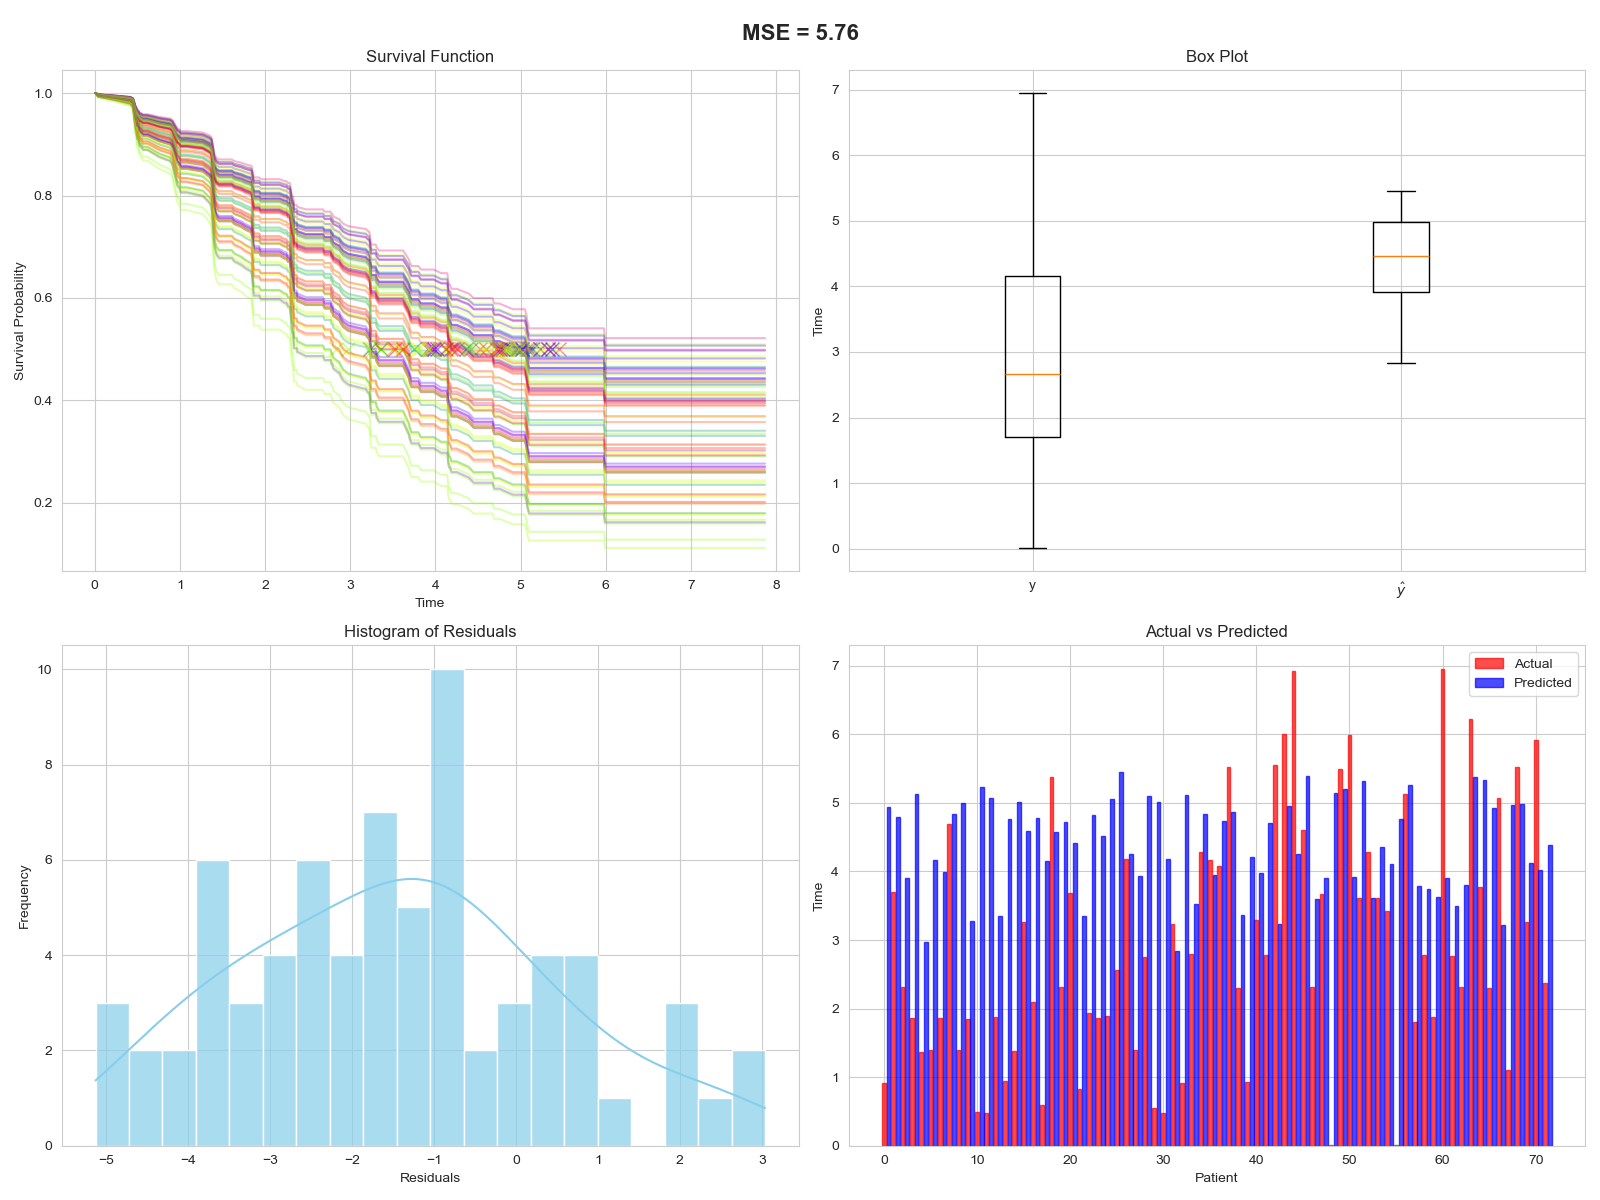 MSE = 5.76
Survival Function
1.0
0.8
0.6
0.4
0.2
Survival Probability
0 1 2 3 4 5 6 7 8
Time
Box Plot
7
6
5
4
3
2
1
0
Time
y ŷ
Histogram of Residuals
10
8
6
4
2
0
Frequency
−5 −4 −3 −2 −1 0 1 2 3
Residuals
Actual vs Predicted
Actual
Predicted
7
6
5
4
3
2
1
0
Time
0 10 20 30 40 50 60 70
Patient